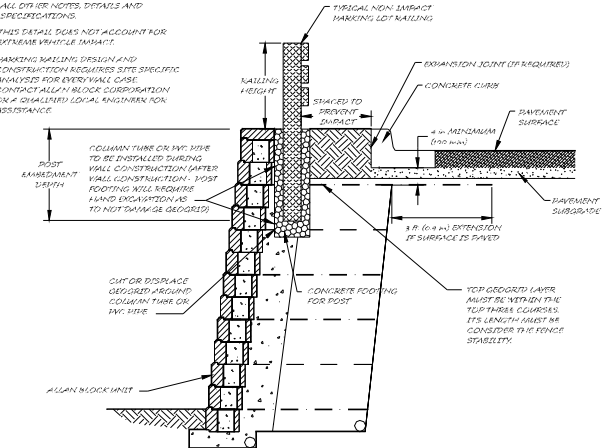 ALL OTHER NOTES, DETAILS AND
SPECIFICATIONS.
THIS DETAIL DOES NOT ACCOUNT FOR
EXTREME VEHICLE IMPACT.
PARKING RAILING DESIGN AND
CONSTRUCTION REQUIRES SITE SPECIFIC
ANALYSIS FOR EVERY WALL CASE.
CONTACT ALLAN BLOCK CORPORATION
OR A QUALIFIED LOCAL ENGINEER FOR
ASSISTANCE.
TYPICAL NON-IMPACT
PARKING LOT RAILING
RAILING
HEIGHT
SPACED TO
PREVENT
IMPACT
EXPANSION JOINT (IF REQUIRED)
CONCRETE CURB
4 in MINIMUM
(100 mm)
PAVEMENT
SURFACE
POST
EMBEDMENT
DEPTH
COLUMN TUBE OR PVC PIPE
TO BE INSTALLED DURING
WALL CONSTRUCTION (AFTER
WALL CONSTRUCTION - POST
FOOTING WILL REQUIRE
HAND EXCAVATION AS
TO NOT DAMAGE GEOGRID)
PAVEMENT
SUBGRADE
3 ft. (0.9 m) EXTENSION
IF SURFACE IS PAVED
CUT OR DISPLACE
GEOGRID AROUND
COLUMN TUBE OR
PVC PIPE
CONCRETE FOOTING
FOR POST
TOP GEOGRID LAYER
MUST BE WITHIN THE
TOP THREE COURSES.
ITS LENGTH MUST BE
CONSIDER THE FENCE
STABILITY.
ALLAN BLOCK UNIT